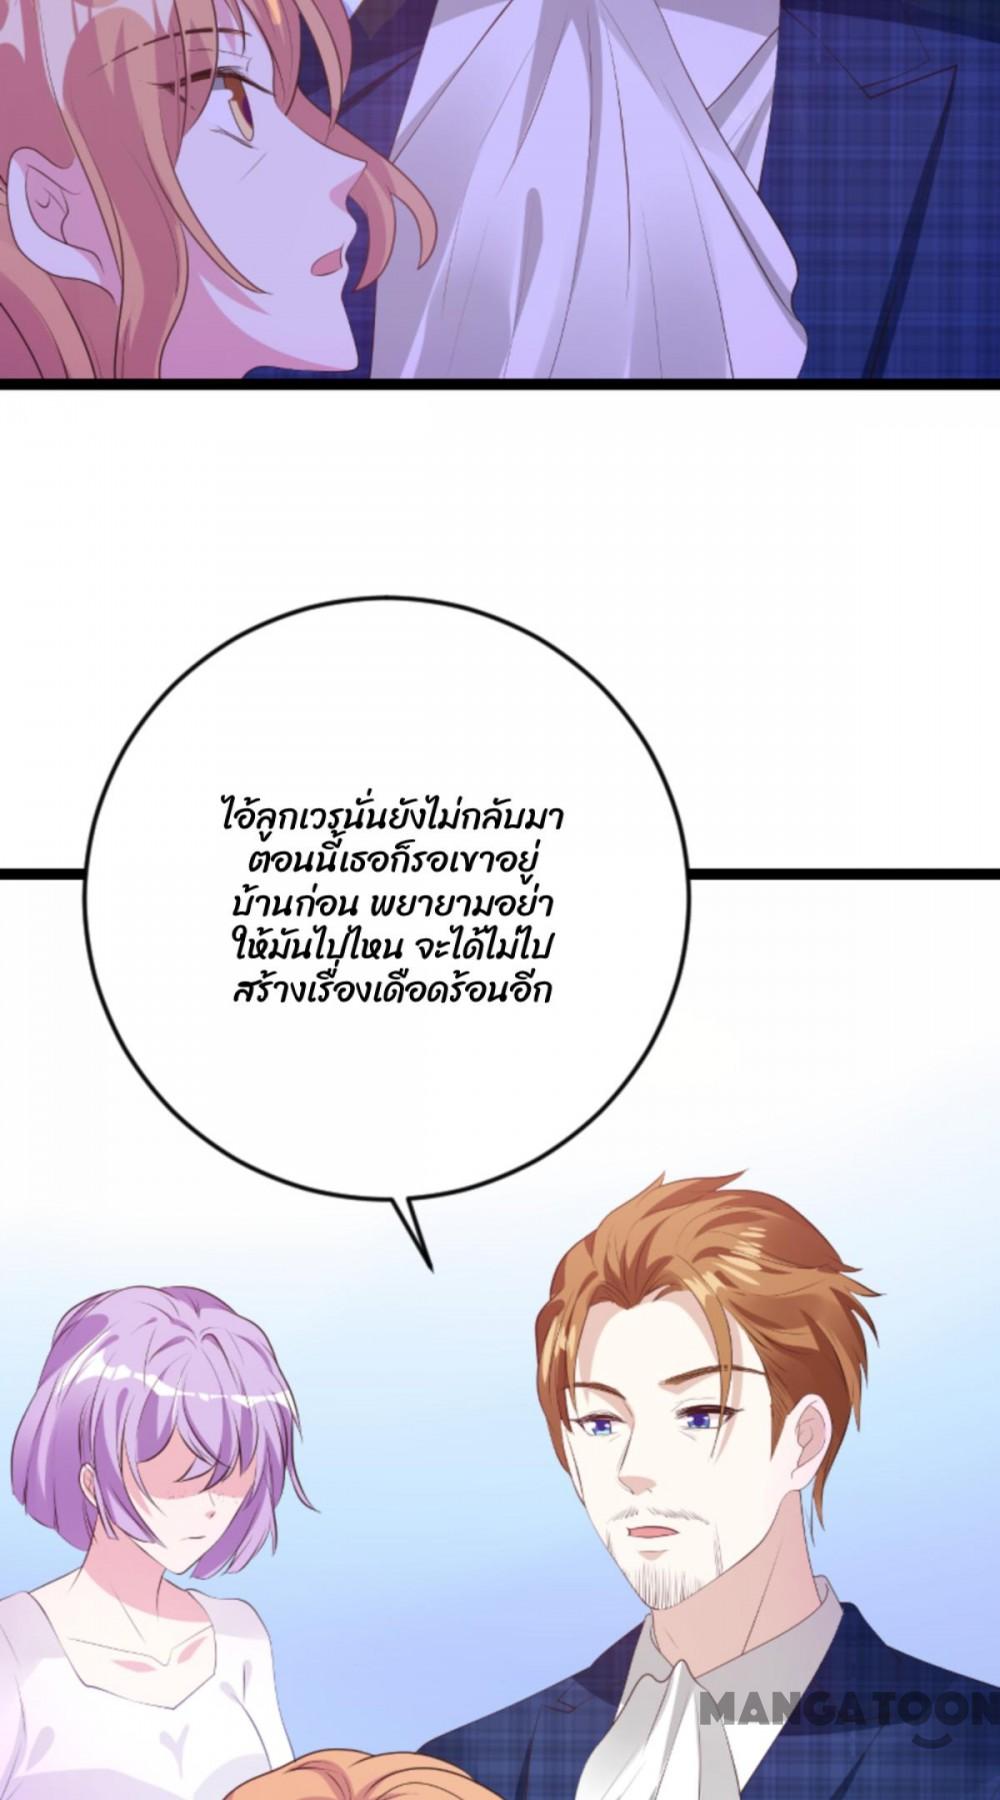 ไอ้ลูกเวรนั่นยังไม่กลับมา
ตอนนี้เธอก็รอเขาอยู่
บ้านก่อน พยายามอย่า
ให้มันไปไหน จะได้ไม่ไป
สร้างเรื่องเดือดร้อนอีก
MANGATOON